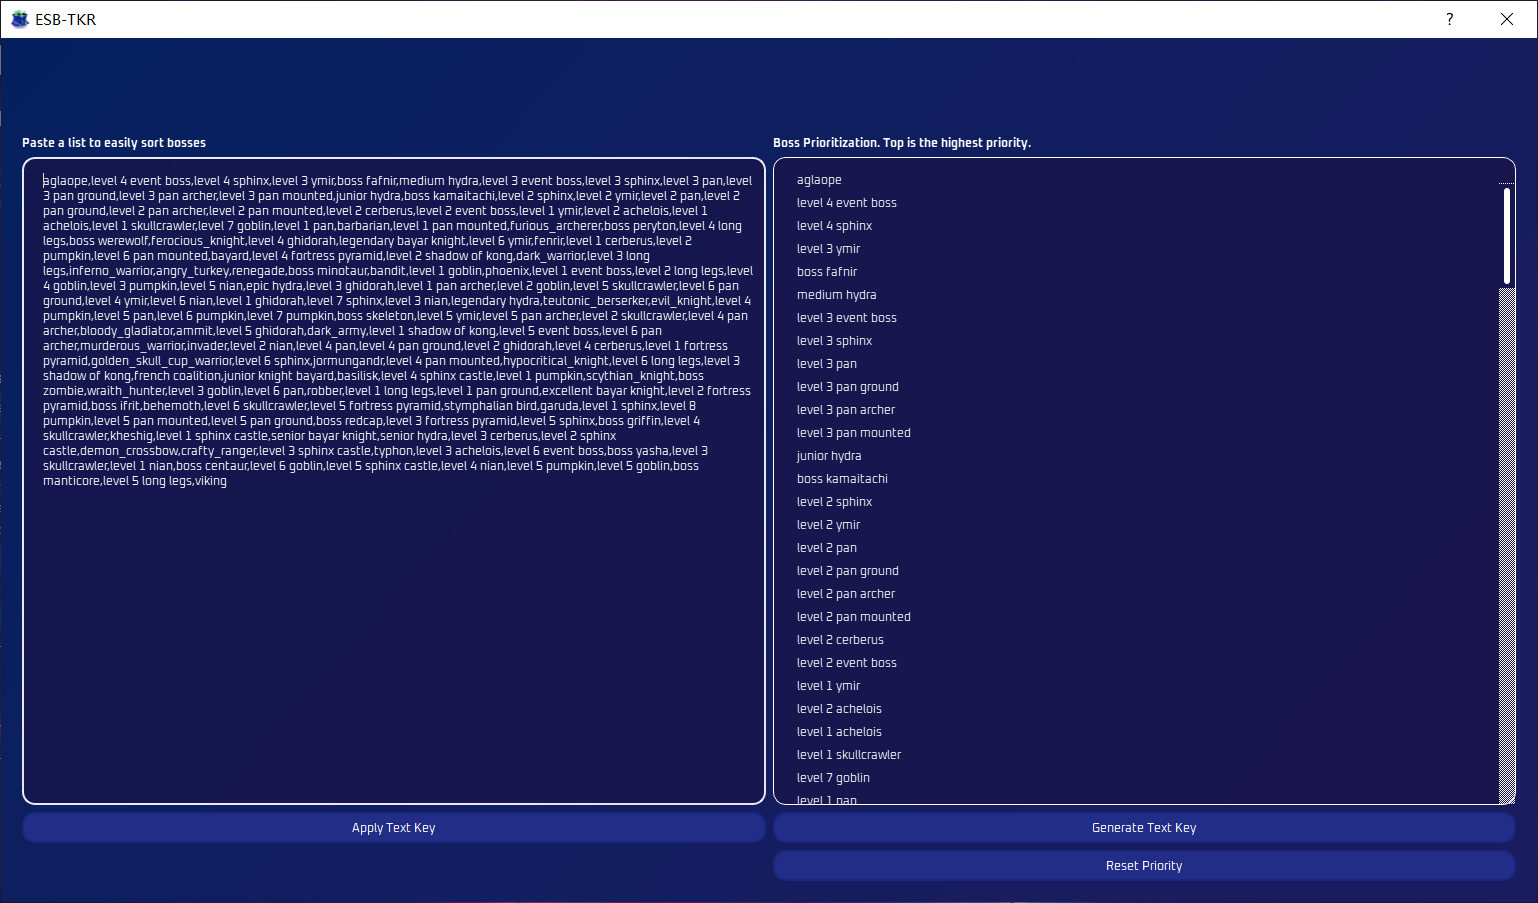 ESB-TKR
?
Paste a list to easily sort bosses
aglaope,level 4 event boss,level 4 sphinx,level 3 ymir,boss fafnir,medium hydra,level 3 event boss,level 3 sphinx,level 3 pan,level
3 pan ground,level 3 pan archer,level 3 pan mounted,junior hydra,boss kamaitachi,level 2 sphinx,level 2 ymir,level 2 pan,level 2
pan ground,level 2 pan archer,level 2 pan mounted,level 2 cerberus,level 2 event boss,level 1 ymir,level 2 achelois,level 1
achelois,level 1 skullcrawler,level 7 goblin,level 1 pan,barbarian,level 1 pan mounted,furious_archerer,boss peryton,level 4 long
legs,boss werewolf,ferocious_knight,level 4 ghidorah,legendary bayar knight,level 6 ymir,fenrir,level 1 cerberus,level 2
pumpkin,level 6 pan mounted,bayard,level 4 fortress pyramid,level 2 shadow of kong,dark_warrior,level 3 long
legs,inferno_warrior,angry_turkey,renegade,boss minotaur,bandit,level 1 goblin,phoenix,level 1 event boss,level 2 long legs,level
4 goblin,level 3 pumpkin,level 5 nian,epic hydra,level 3 ghidorah,level 1 pan archer,level 2 goblin,level 5 skullcrawler,level 6 pan
ground,level 4 ymir,level 6 nian,level 1 ghidorah,level 7 sphinx,level 3 nian,legendary hydra,teutonic_berserker,evil_knight,level 4
pumpkin,level 5 pan,level 6 pumpkin,level 7 pumpkin,boss skeleton,level 5 ymir,level 5 pan archer,level 2 skullcrawler,level 4 pan
archer,bloody_gladiator,ammit,level 5 ghidorah,dark_army,level 1 shadow of kong,level 5 event boss,level 6 pan
archer,murderous_warrior,invader,level 2 nian,level 4 pan,level 4 pan ground,level 2 ghidorah,level 4 cerberus,level 1 fortress
pyramid,golden_skull_cup_warrior,level 6 sphinx,jormungandr,level 4 pan mounted,hypocritical_knight,level 6 long legs,level 3
shadow of kong,french coalition,junior knight bayard,basilisk,level 4 sphinx castle,level 1 pumpkin,scythian_knight,boss
zombie,wraith_hunter,level 3 goblin,level 6 pan,robber,level 1 long legs,level 1 pan ground,excellent bayar knight,level 2 fortress
pyramid,boss ifrit,behemoth,level 6 skullcrawler,level 5 fortress pyramid,stymphalian bird,garuda,level 1 sphinx,level 8
pumpkin,level 5 pan mounted,level 5 pan ground,boss redcap,level 3 fortress pyramid,level 5 sphinx,boss griffin,level 4
skullcrawler,kheshig,level 1 sphinx castle,senior bayar knight,senior hydra,level 3 cerberus,level 2 sphinx
castle,demon_crossbow,crafty_ranger,level 3 sphinx castle,typhon,level 3 achelois,level 6 event boss,boss yasha,level 3
skullcrawler,level 1 nian,boss centaur,level 6 goblin,level 5 sphinx castle,level 4 nian,level 5 pumpkin,level 5 goblin,boss
manticore,level 5 long legs,viking
Apply Text Key
Boss Prioritization. Top is the highest priority.
aglaope
level 4 event boss
level 4 sphinx
level 3 ymir
boss fafnir
medium hydra
level 3 event boss
level 3 sphinx
level 3 pan
level 3 pan ground
level 3 pan archer
level 3 pan mounted
junior hydra
boss kamaitachi
level 2 sphinx
level 2 ymir
level 2 pan
level 2 pan ground
level 2 pan archer
level 2 pan mounted
level 2 cerberus
level 2 event boss
level 1 ymir
level 2 achelois
level 1 achelois
level 1 skullcrawler
level 7 goblin
level 1 pan
Generate Text Key
Reset Priority